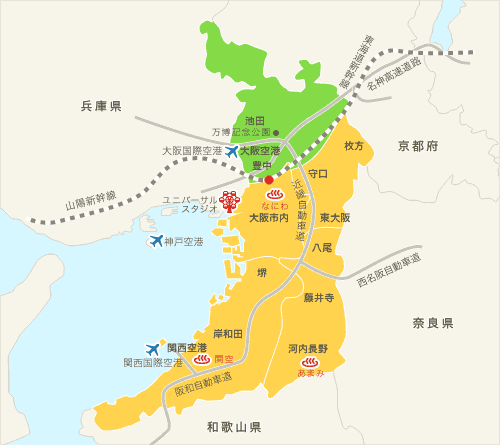 東海道新幹線
名神高速道路
兵庫県
池田
万博記念公園
枚方
京都府
大阪国際空港
大阪空港
豊中
守口
山陽新幹線
ユニバーサル
スタジオ
なにわ
近畿自動車道
大阪市内
東大阪
神戸空港
八尾
堺
西名阪自動車道
藤井寺
奈良県
岸和田
関西空港
河内長野
関西国際空港
関空
あまみ
阪和自動車道
和歌山県